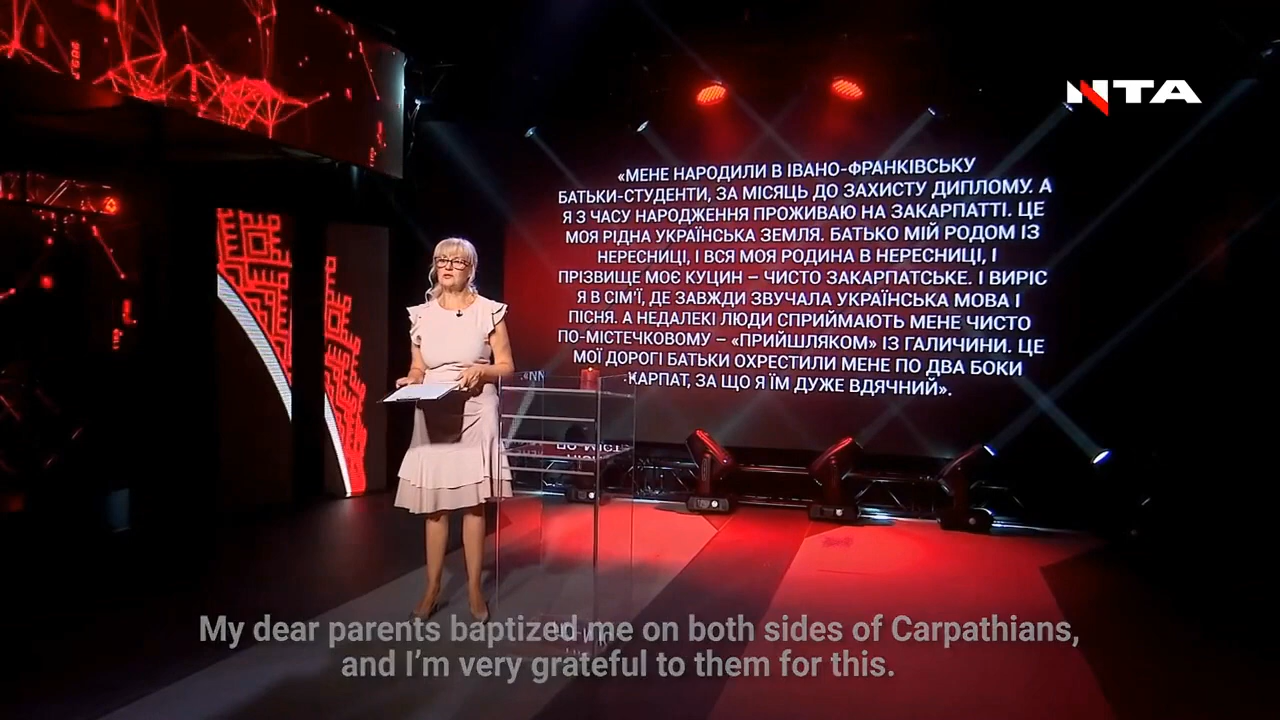 NTA
«МЕНЕ НАРОДИЛИ В ІВАНО-ФРАНКІВСЬКУ
БАТЬКИ-СТУДЕНТИ, ЗА МІСЯЦЬ ДО ЗАХИСТУ ДИПЛОМУ. А
Я З ЧАСУ НАРОДЖЕННЯ ПРОЖИВАЮ НА ЗАКАРПАТТІ. ЦЕ
МОЯ РІДНА УКРАЇНСЬКА ЗЕМЛЯ. БАТЬКО МІЙ РОДОМ ІЗ
НЕРЕСНИЦІ, І ВСЯ МОЯ РОДИНА В НЕРЕСНИЦІ, І
ПРІЗВИЩЕ МОЄ КУЦИН – ЧИСТО ЗАКАРПАТСЬКЕ. І ВИРІС
Я В СІМ’Ї, ДЕ ЗАВЖДИ ЗВУЧАЛА УКРАЇНСЬКА МОВА І
ПІСНЯ. А НЕДАЛЕКІ ЛЮДИ СПРИЙМАЮТЬ МЕНЕ ЧИСТО
ПО-МІСТЕЧКОВОМУ – «ПРИЙШЛЯКОМ» ІЗ ГАЛИЧИНИ. ЦЕ
МОЇ ДОРОГІ БАТЬКИ ОХРЕСТИЛИ МЕНЕ ПО ДВА БОКИ
КАРПАТ, ЗА ЩО Я ЇМ ДУЖЕ ВДЯЧНИЙ».
My dear parents baptized me on both sides of Carpathians,
and I’m very grateful to them for this.